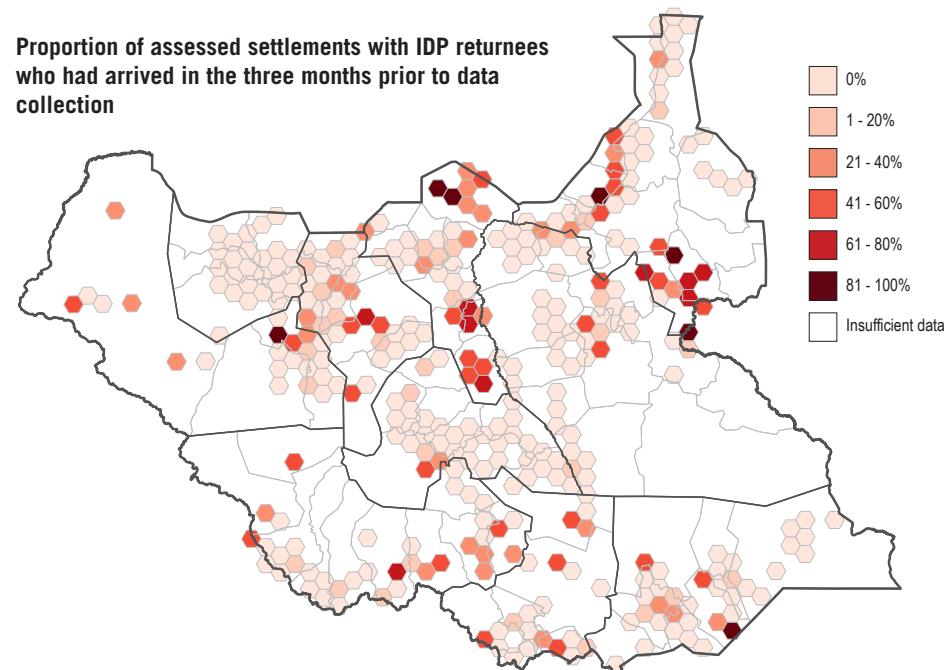 Proportion of assessed settlements with IDP returnees
who had arrived in the three months prior to data
collection
0%
1 - 20%
21 - 40%
41 - 60%
61 - 80%
81 - 100%
Insufficient data